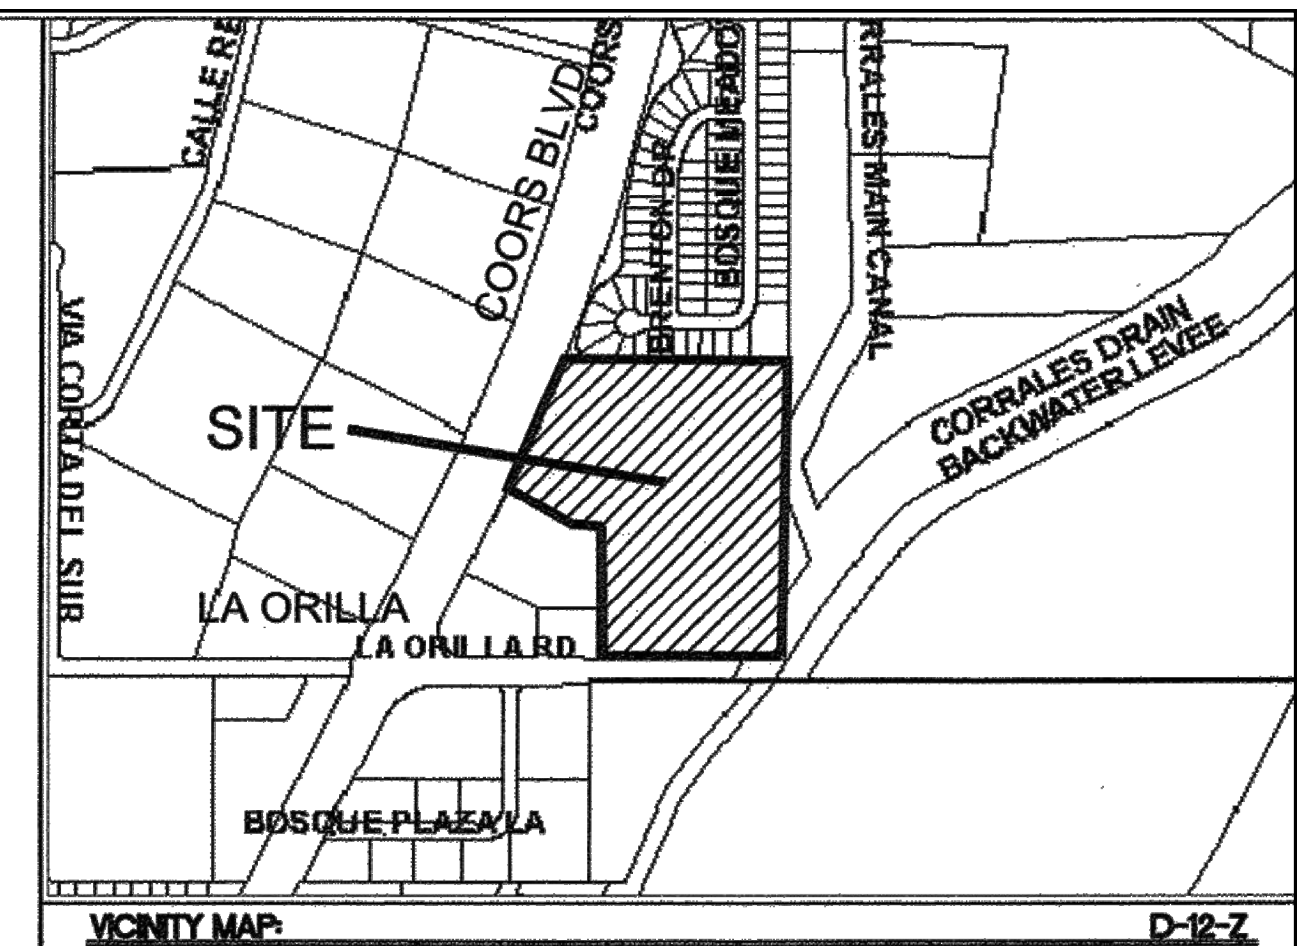 CALLE RE
COORS BLVD
COORS
BRENTON DR
BOSQUE MEADO
RRALES MAIN CANAL
VIA CORTA DEL SUR
SITE
CORRALES DRAIN
BACKWATER LEVEE
LA ORILLA
LA ORILLA RD
BOSQUE PLAZA LA
VICINITY MAP:
D-12-Z